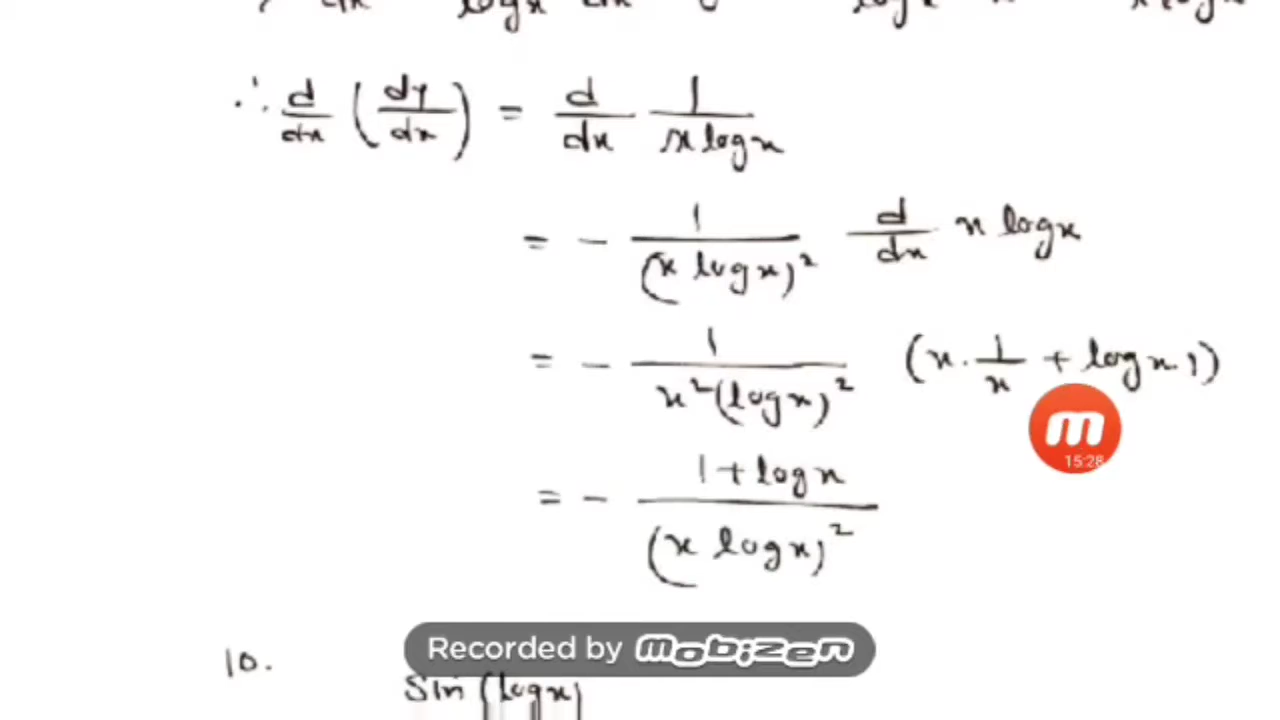 ∴ d/dx (dy/dx) = d/dx 1/(x log x)
= - 1/(x log x)² d/dx x log x
= - 1/(x²(log x)²) (x · 1/x + log x · 1)
m
15:28
= - (1 + log x)/(x log x)²
Recorded by mobizen
10.
Sin (log x)